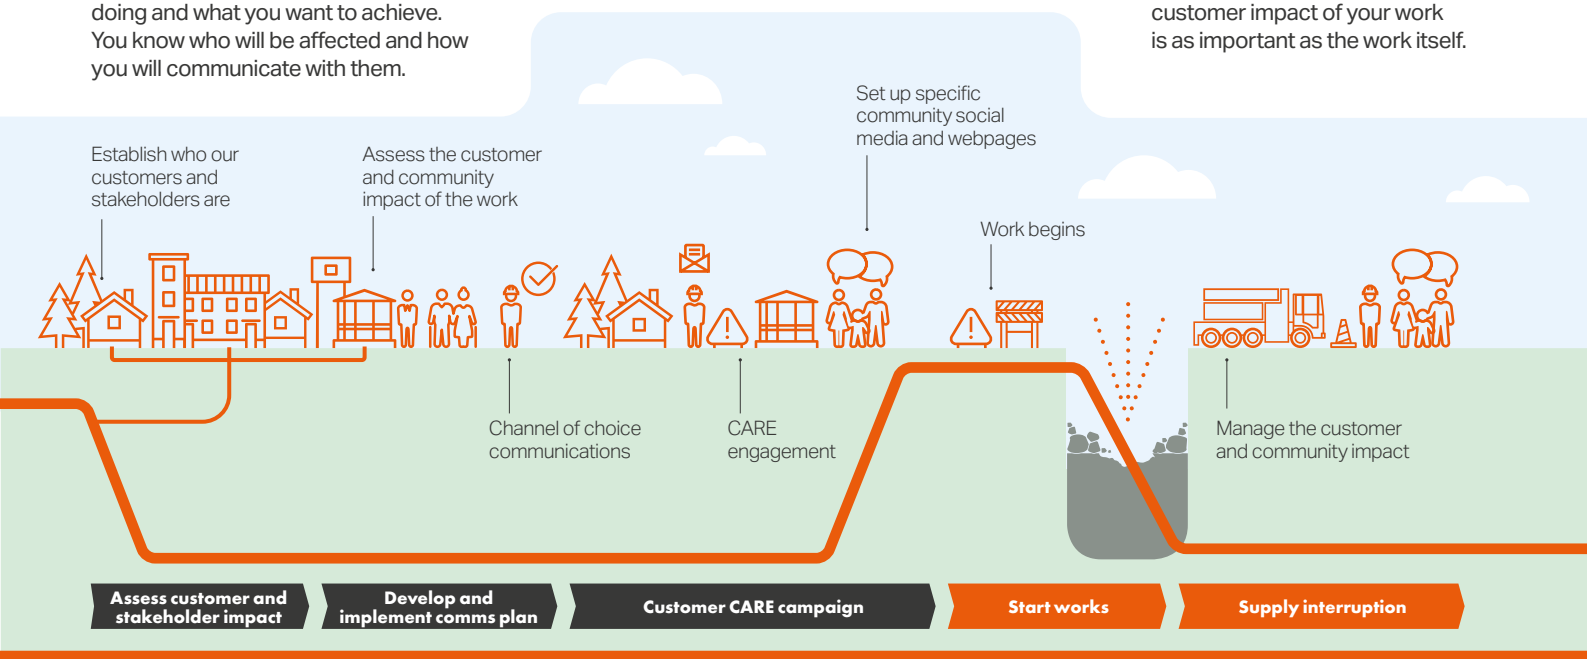 doing and what you want to achieve.
You know who will be affected and how
you will communicate with them.
customer impact of your work
is as important as the work itself.
Establish who our
customers and
stakeholders are
Assess the customer
and community
impact of the work
Set up specific
community social
media and webpages
Work begins
Channel of choice
communications
CARE
engagement
Manage the customer
and community impact
Assess customer and
stakeholder impact
Develop and
implement comms plan
Customer CARE campaign
Start works
Supply interruption